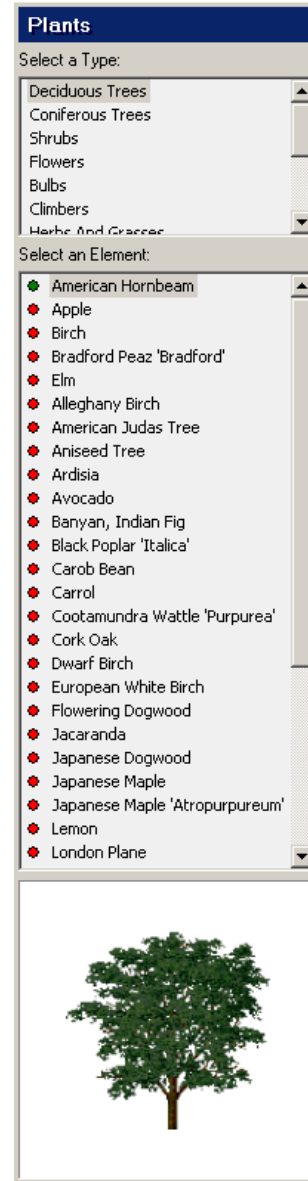 Plants
Select a Type:
Deciduous Trees
Coniferous Trees
Shrubs
Flowers
Bulbs
Climbers
Herbs And Grasses
Select an Element:
American Hornbeam
Apple
Birch
Bradford Peaz 'Bradford'
Elm
Alleghany Birch
American Judas Tree
Aniseed Tree
Ardisia
Avocado
Banyan, Indian Fig
Black Poplar 'Italica'
Carob Bean
Carrol
Cootamundra Wattle 'Purpurea'
Cork Oak
Dwarf Birch
European White Birch
Flowering Dogwood
Jacaranda
Japanese Dogwood
Japanese Maple
Japanese Maple 'Atropurpureum'
Lemon
London Plane